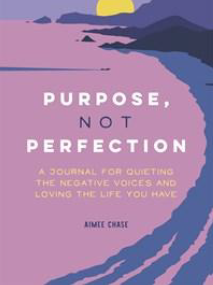 PURPOSE,
NOT
PERFECTION
A JOURNAL FOR QUIETING
THE NEGATIVE VOICES AND
LOVING THE LIFE YOU HAVE
AIMEE CHASE